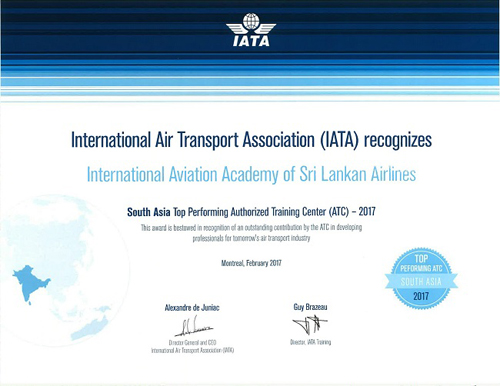 IATA
International Air Transport Association (IATA) recognizes
International Aviation Academy of Sri Lankan Airlines
South Asia Top Performing Authorized Training Center (ATC) – 2017
This award is bestowed in recognition of an outstanding contribution by the ATC in developing
professionals for tomorrow's air transport industry
Montreal, February 2017
TOP
PEFORMING ATC
SOUTH ASIA
2017
Alexandre de Juniac
Director General and CEO
International Air Transport Association (IATA)
Guy Brazeau
Director, IATA Training